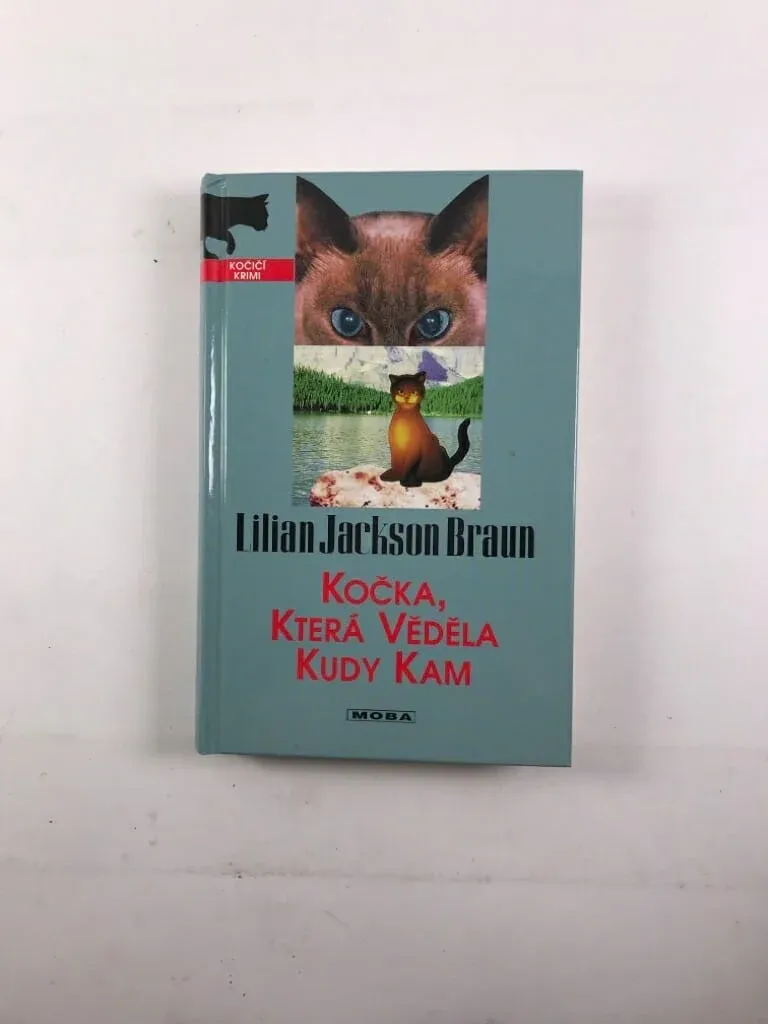 KOČIČÍ
KRIMI
Lilian Jackson Braun
KOČKA,
KTERÁ VĚDĚLA
KUDY KAM
MOBA